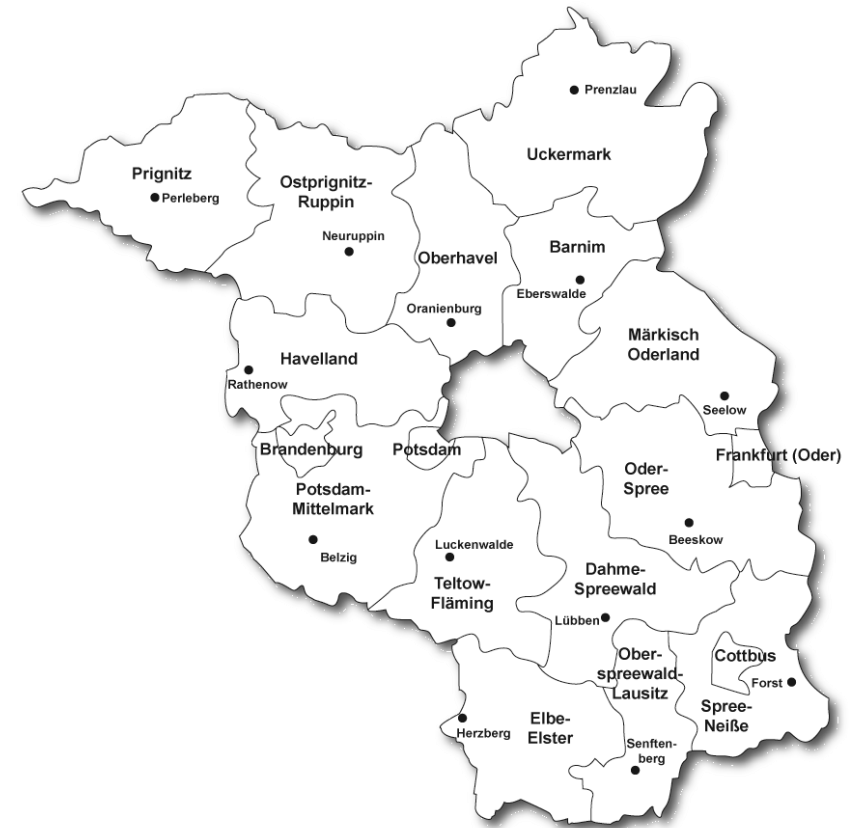 Prenzlau
Uckermark
Prignitz
Perleberg
Ostprignitz-
Ruppin
Neuruppin
Oberhavel
Oranienburg
Barnim
Eberswalde
Märkisch
Oderland
Seelow
Havelland
Rathenow
Brandenburg
Potsdam
Frankfurt (Oder)
Oder-
Spree
Beeskow
Potsdam-
Mittelmark
Belzig
Luckenwalde
Teltow-
Fläming
Dahme-
Spreewald
Lübben
Ober-
spreewald-
Lausitz
Senften-
berg
Cottbus
Forst
Spree-
Neiße
Elbe-
Elster
Herzberg